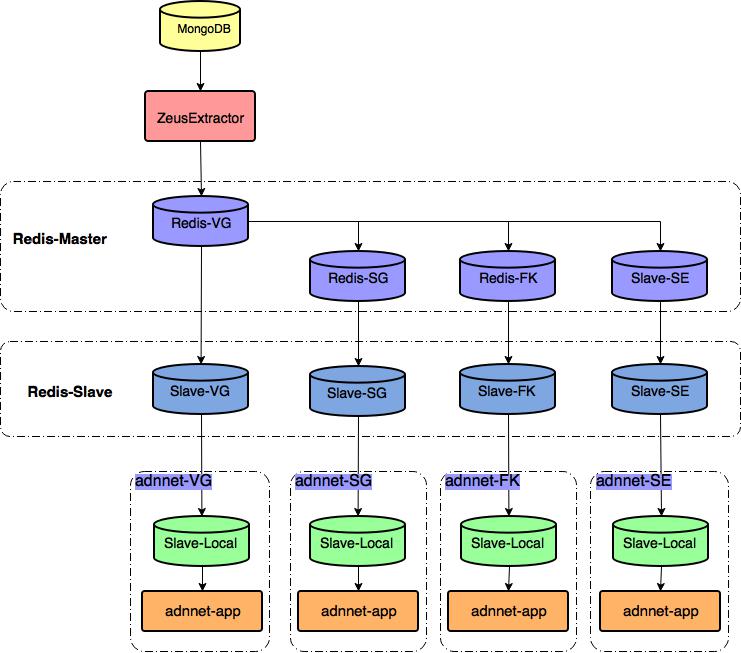 MongoDB
ZeusExtractor
Redis-Master
Redis-VG
Redis-SG
Redis-FK
Slave-SE
Redis-Slave
Slave-VG
Slave-SG
Slave-FK
Slave-SE
adnnet-VG
adnnet-SG
adnnet-FK
adnnet-SE
Slave-Local
Slave-Local
Slave-Local
Slave-Local
adnnet-app
adnnet-app
adnnet-app
adnnet-app